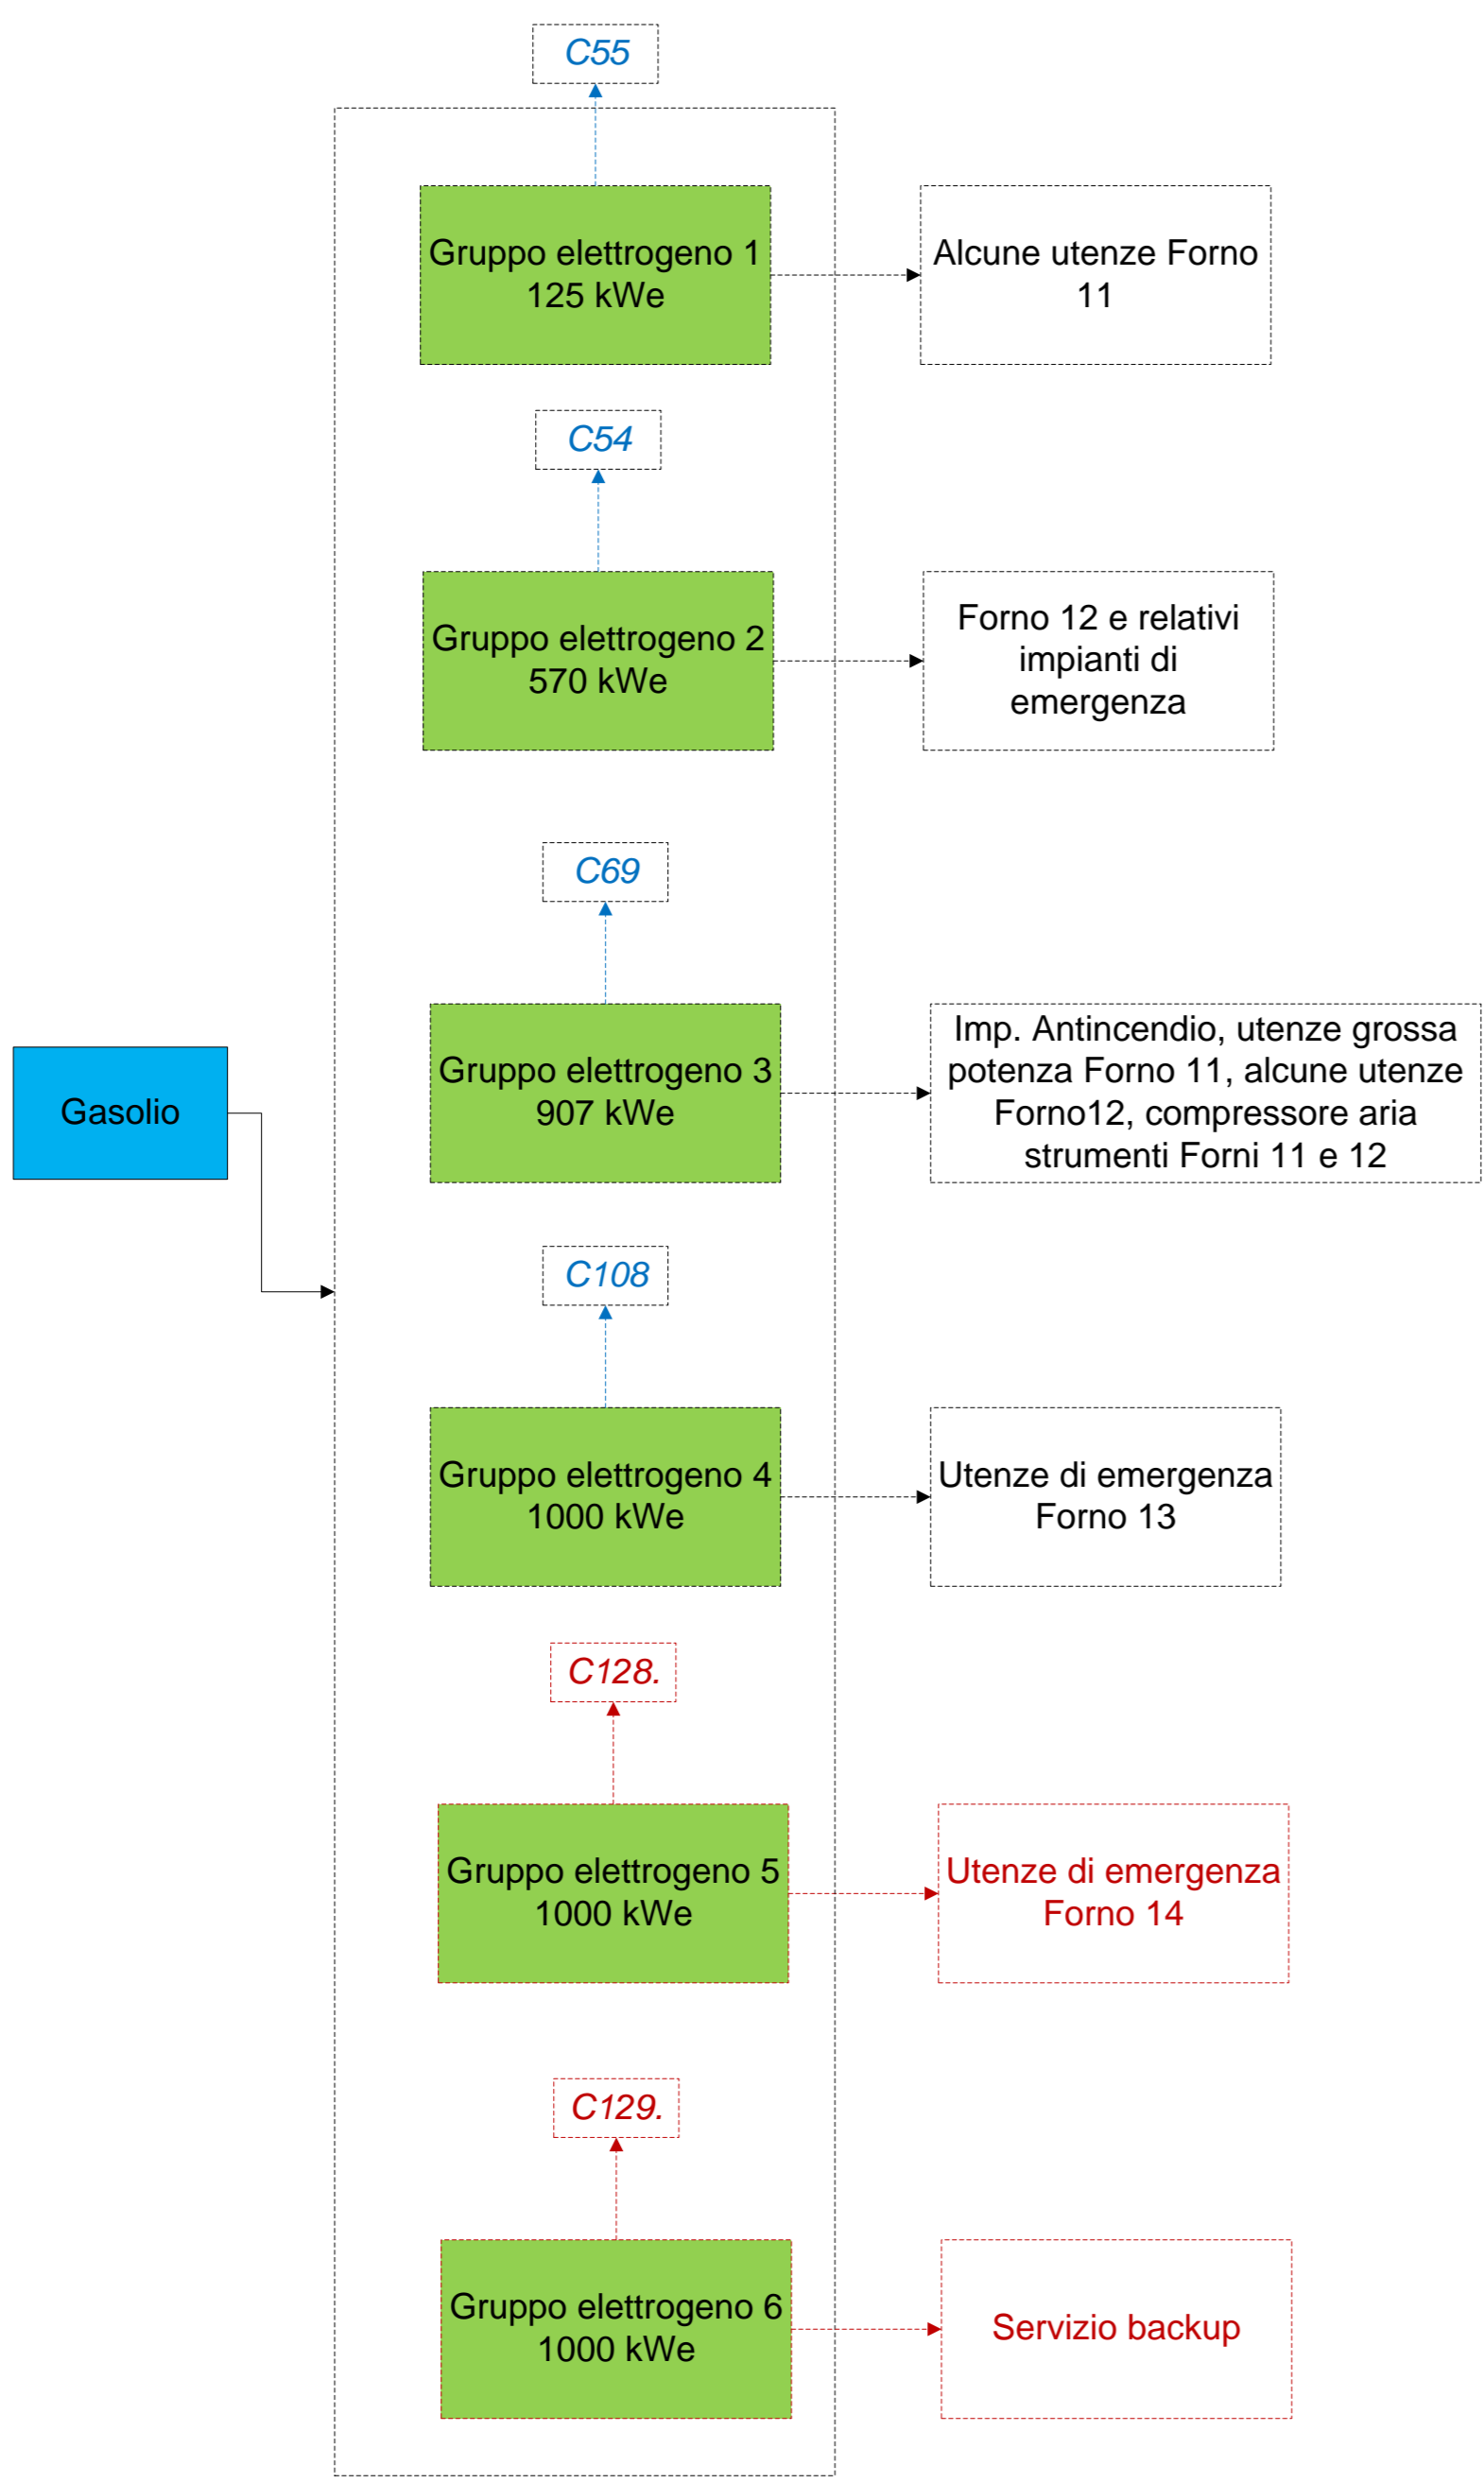 C55
Gruppo elettrogeno 1
125 kWe
Alcune utenze Forno
11
C54
Gruppo elettrogeno 2
570 kWe
Forno 12 e relativi
impianti di
emergenza
C69
Gasolio
Gruppo elettrogeno 3
907 kWe
Imp. Antincendio, utenze grossa
potenza Forno 11, alcune utenze
Forno12, compressore aria
strumenti Forni 11 e 12
C108
Gruppo elettrogeno 4
1000 kWe
Utenze di emergenza
Forno 13
C128.
Gruppo elettrogeno 5
1000 kWe
Utenze di emergenza
Forno 14
C129.
Gruppo elettrogeno 6
1000 kWe
Servizio backup